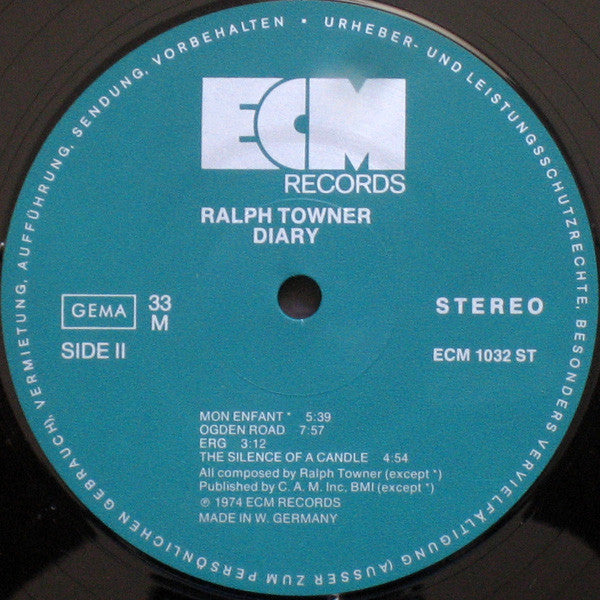 URHEBER- UND LEISTUNGSSCHUTZRECHTE, BESONDERS VERVIELFÄLTIGUNG (AUSSER ZUM PERSÖNLICHEN GEBRAUCH), VERMIETUNG, AUFFÜHRUNG, SENDUNG, VORBEHALTEN •
ECM
RECORDS
RALPH TOWNER
DIARY
GEMA 33 M
STEREO
SIDE II
ECM 1032 ST
MON ENFANT * 5:39
OGDEN ROAD 7:57
ERG 3:12
THE SILENCE OF A CANDLE 4:54
All composed by Ralph Towner (except *)
Published by C. A. M. Inc. BMI (except *)
℗ 1974 ECM RECORDS
MADE IN W. GERMANY